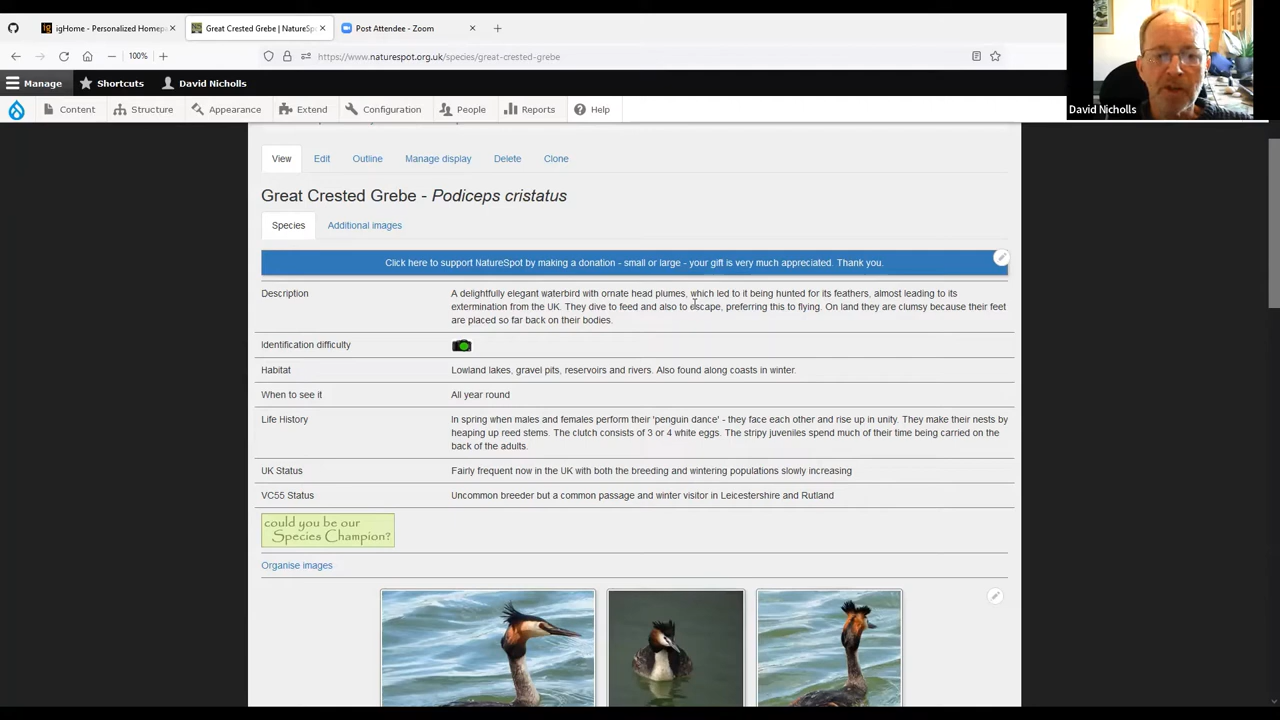 igHome - Personalized Homep
Great Crested Grebe | NatureSp
Post Attendee - Zoom
100%
https://www.naturespot.org.uk/species/great-crested-grebe
Manage
Shortcuts
David Nicholls
David Nicholls
Content
Structure
Appearance
Extend
Configuration
People
Reports
Help
View
Edit
Outline
Manage display
Delete
Clone
Great Crested Grebe - Podiceps cristatus
Species
Additional images
Click here to support NatureSpot by making a donation - small or large - your gift is very much appreciated. Thank you.
Description
A delightfully elegant waterbird with ornate head plumes, which led to it being hunted for its feathers, almost leading to its
extermination from the UK. They dive to feed and also to escape, preferring this to flying. On land they are clumsy because their feet
are placed so far back on their bodies.
Identification difficulty
Habitat
Lowland lakes, gravel pits, reservoirs and rivers. Also found along coasts in winter.
When to see it
All year round
Life History
In spring when males and females perform their 'penguin dance' - they face each other and rise up in unity. They make their nests by
heaping up reed stems. The clutch consists of 3 or 4 white eggs. The stripy juveniles spend much of their time being carried on the
back of the adults.
UK Status
Fairly frequent now in the UK with both the breeding and wintering populations slowly increasing
VC55 Status
Uncommon breeder but a common passage and winter visitor in Leicestershire and Rutland
could you be our
Species Champion?
Organise images